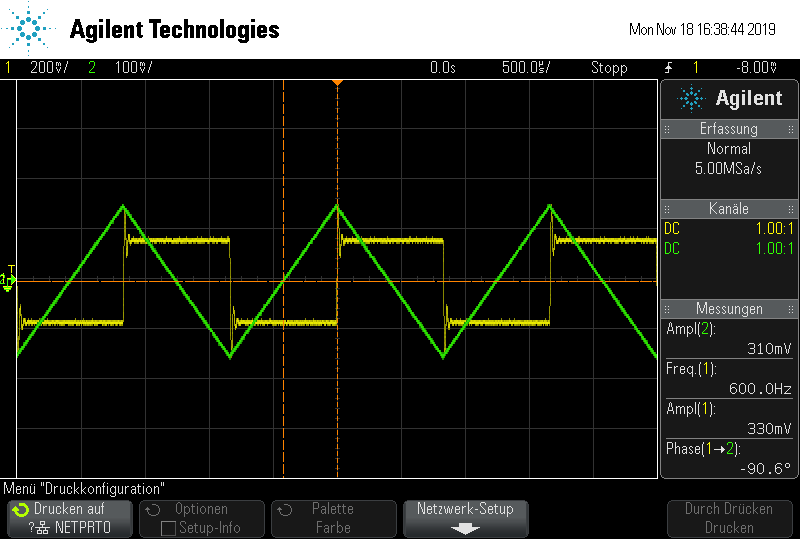 Agilent Technologies
Mon Nov 18 16:38:44 2019
1 200mV/ 2 100mV/ 0.0s 500.0µs/ Stopp 1 -8.00mV
Agilent
Erfassung
Normal
5.00MSa/s
Kanäle
DC 1.00:1
DC 1.00:1
Messungen
Ampl(2):
310mV
Freq.(1):
600.0Hz
Ampl(1):
330mV
Phase(1→2):
-90.6°
T
Menü "Druckkonfiguration"
Drucken auf
?NETPRT0
Optionen
Setup-Info
Palette
Farbe
Netzwerk-Setup
Durch Drücken
Drucken